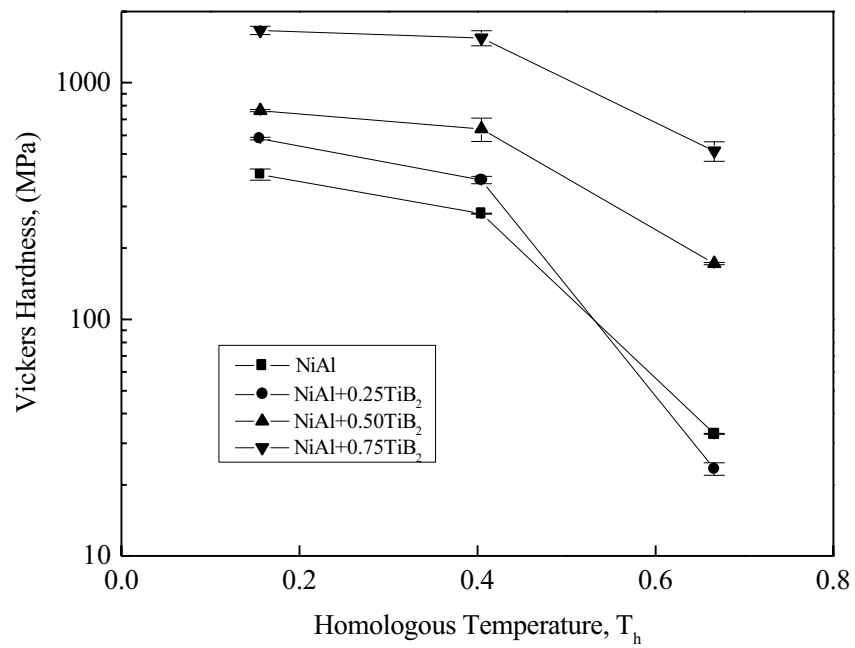 1000
100
10
0.0 0.2 0.4 0.6 0.8
Vickers Hardness, (MPa)
Homologous Temperature, Tₕ
NiAl
NiAl+0.25TiB₂
NiAl+0.50TiB₂
NiAl+0.75TiB₂